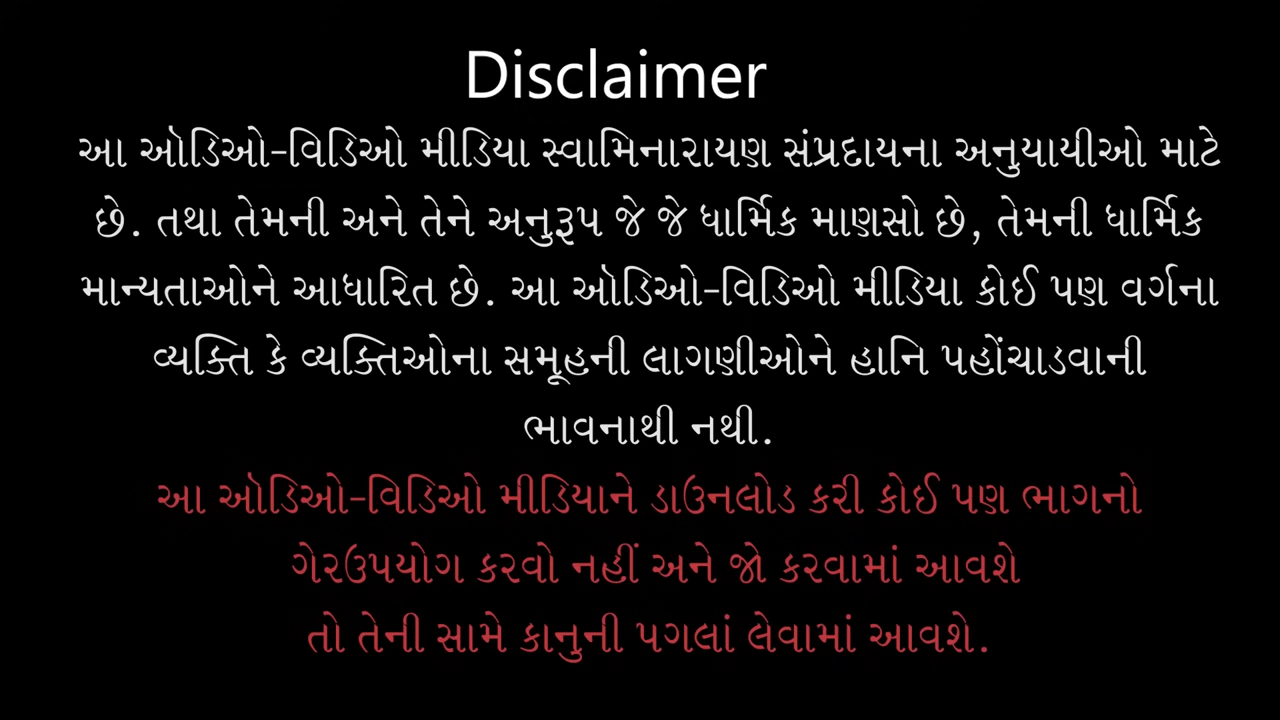 Disclaimer
આ ઑડિઓ-વિડિઓ મીડિયા સ્વામિનારાયણ સંપ્રદાયના અનુયાયીઓ માટે
છે. તથા તેમની અને તેને અનુરૂપ જે જે ધાર્મિક માણસો છે, તેમની ધાર્મિક
માન્યતાઓને આધારિત છે. આ ઑડિઓ-વિડિઓ મીડિયા કોઈ પણ વર્ગના
વ્યક્તિ કે વ્યક્તિઓના સમૂહની લાગણીઓને હાનિ પહોંચાડવાની
ભાવનાથી નથી.
આ ઑડિઓ-વિડિઓ મીડિયાને ડાઉનલોડ કરી કોઈ પણ ભાગનો
ગેરઉપયોગ કરવો નહીં અને જો કરવામાં આવશે
તો તેની સામે કાનુની પગલાં લેવામાં આવશે.